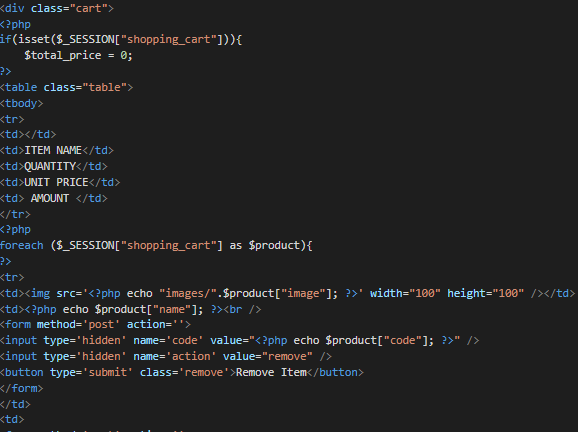 <div class="cart">
<?php
if(isset($_SESSION["shopping_cart"])){
    $total_price = 0;
?>
<table class="table">
<tbody>
<tr>
<td></td>
<td>ITEM NAME</td>
<td>QUANTITY</td>
<td>UNIT PRICE</td>
<td> AMOUNT </td>
</tr>
<?php
foreach ($_SESSION["shopping_cart"] as $product){
?>
<tr>
<td><img src='<?php echo "images/".$product["image"]; ?>' width="100" height="100" /></td>
<td><?php echo $product["name"]; ?><br />
<form method='post' action=''>
<input type='hidden' name='code' value="<?php echo $product["code"]; ?>" />
<input type='hidden' name='action' value="remove" />
<button type='submit' class='remove'>Remove Item</button>
</form>
</td>
<td>